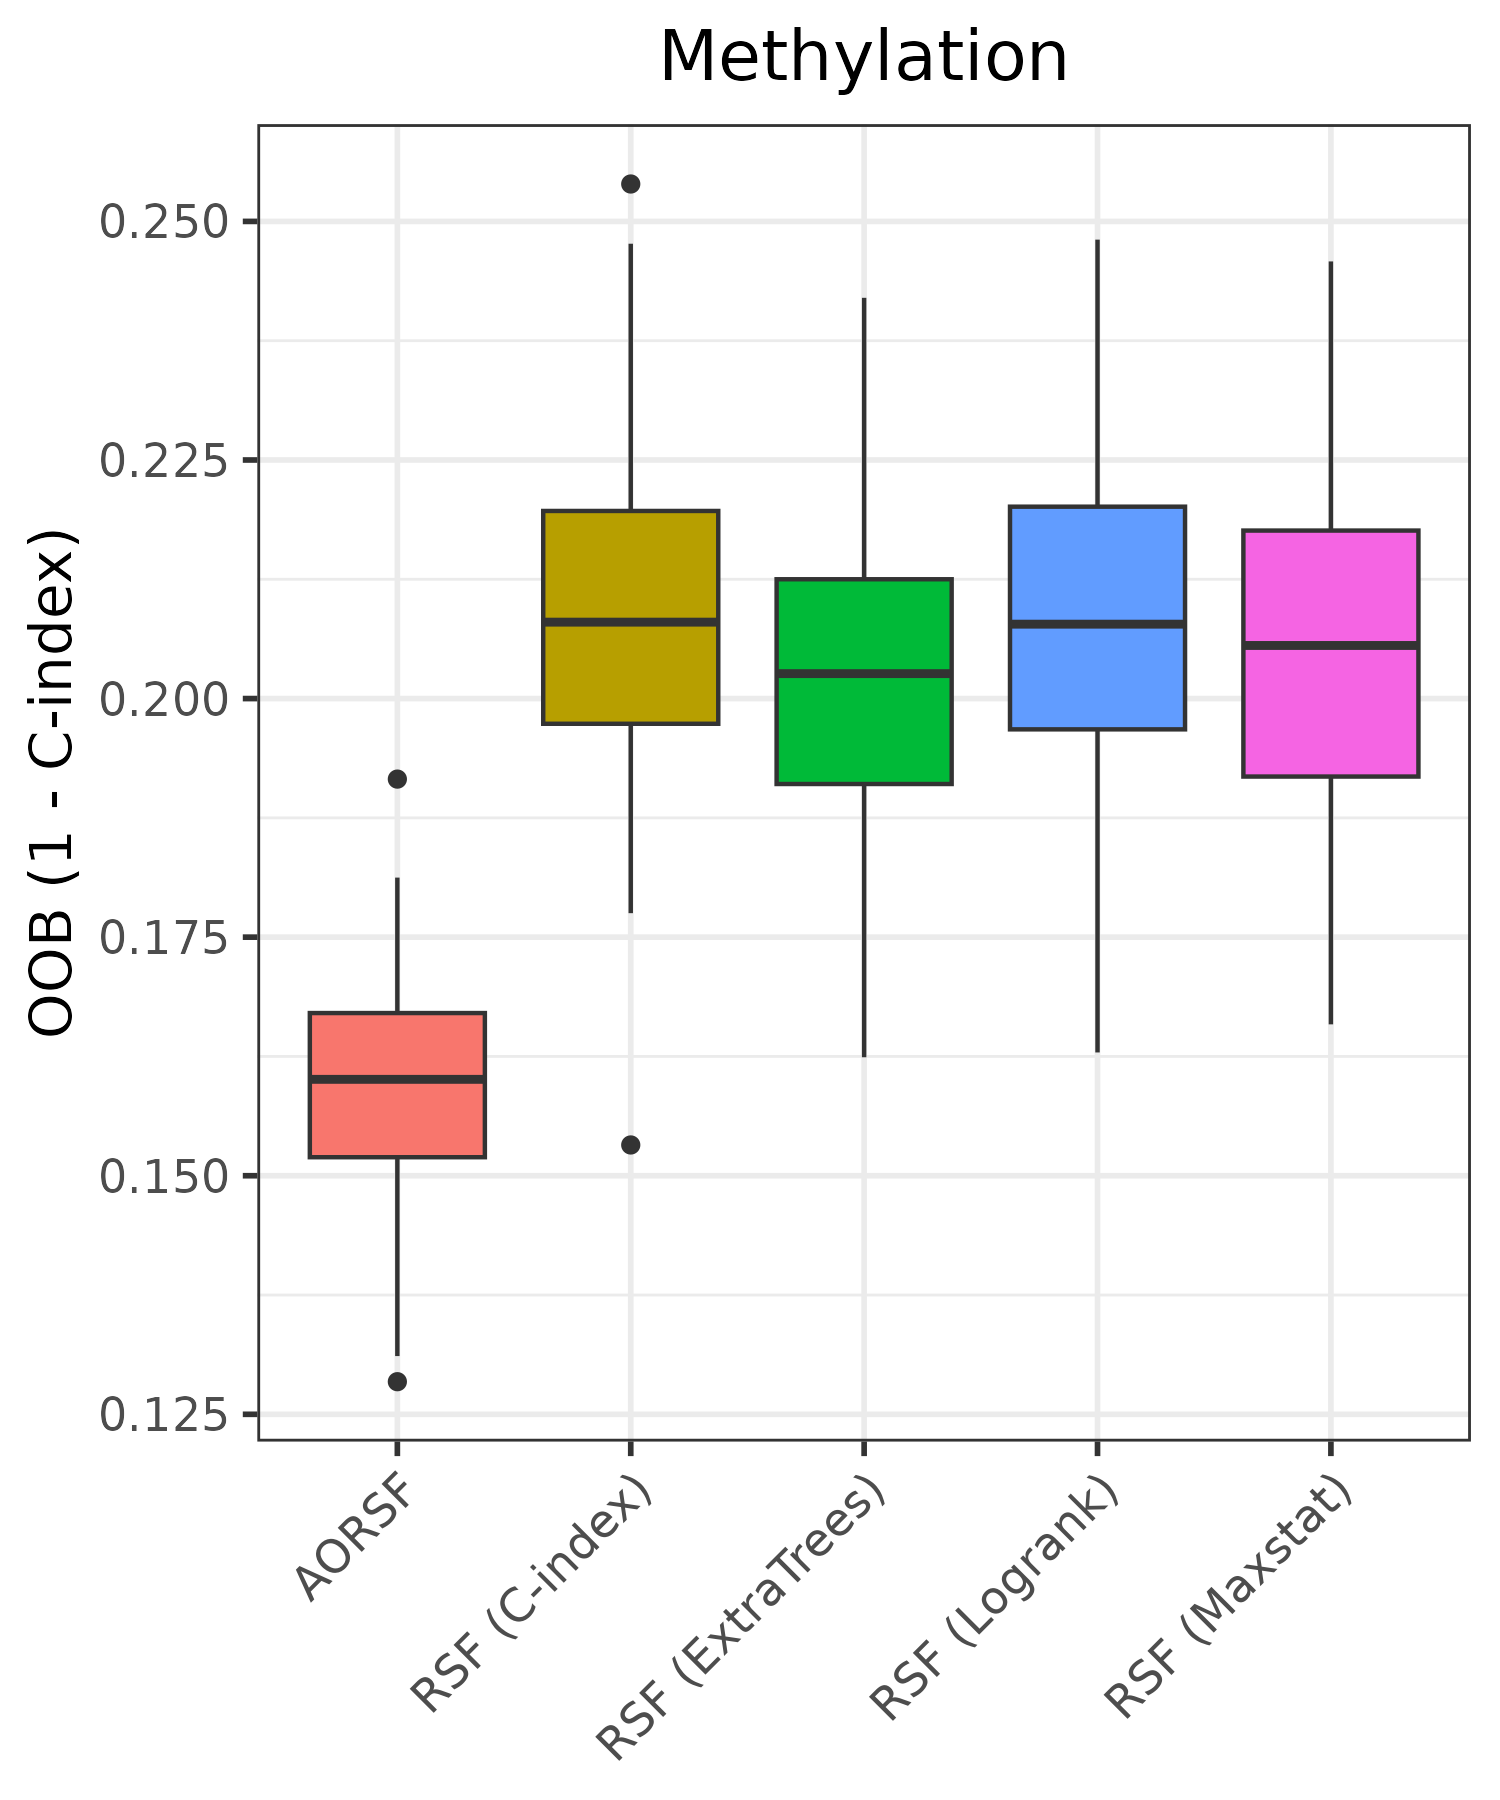 Methylation
OOB (1 - C-index)
0.250
0.225
0.200
0.175
0.150
0.125
AORSF
RSF (C-index)
RSF (ExtraTrees)
RSF (Logrank)
RSF (Maxstat)